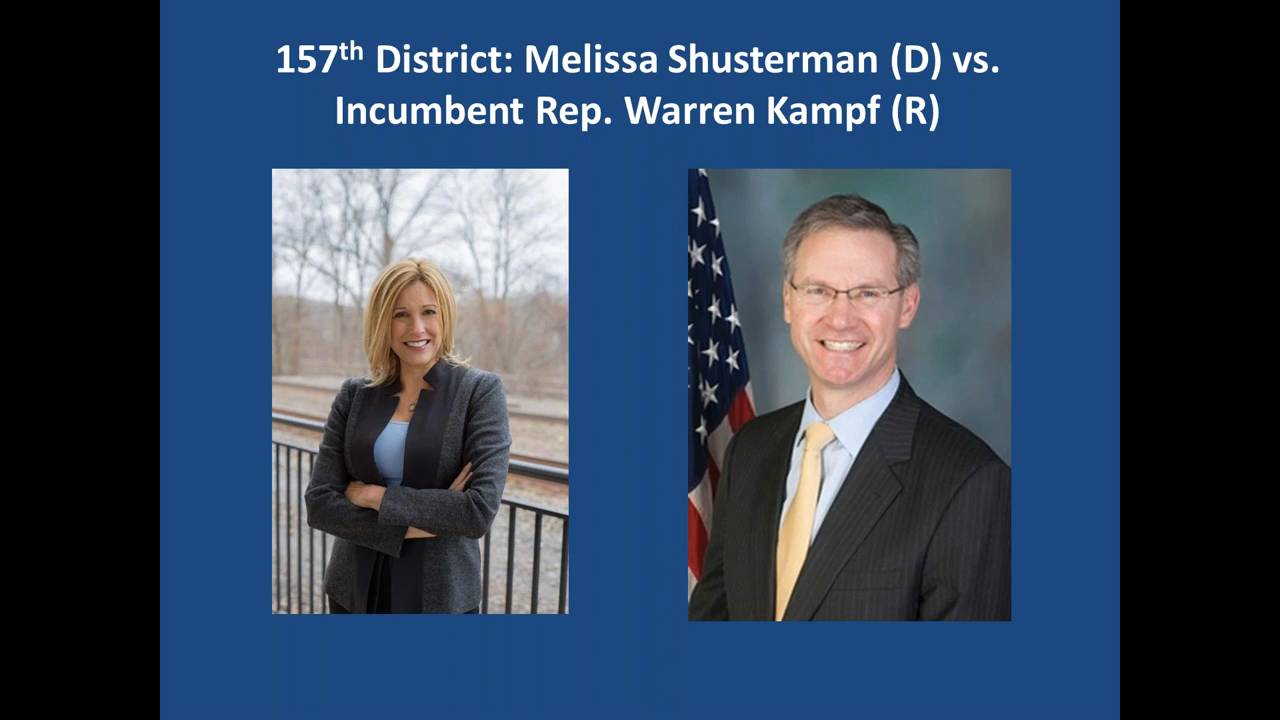 157th District: Melissa Shusterman (D) vs.
Incumbent Rep. Warren Kampf (R)